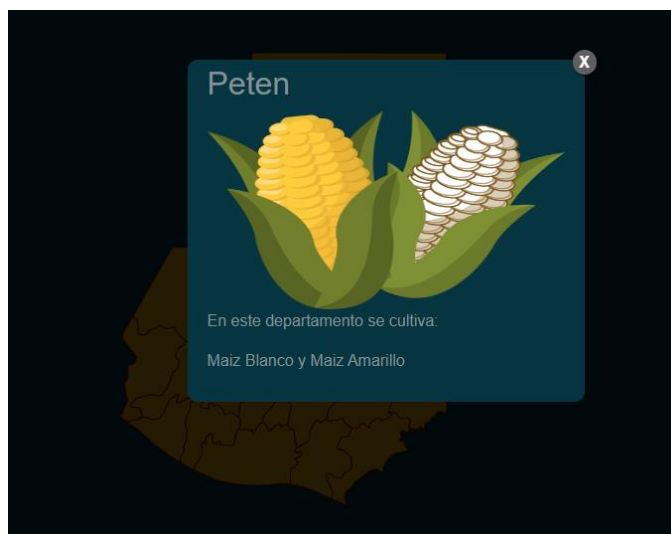 X
Peten
En este departamento se cultiva:
Maiz Blanco y Maiz Amarillo